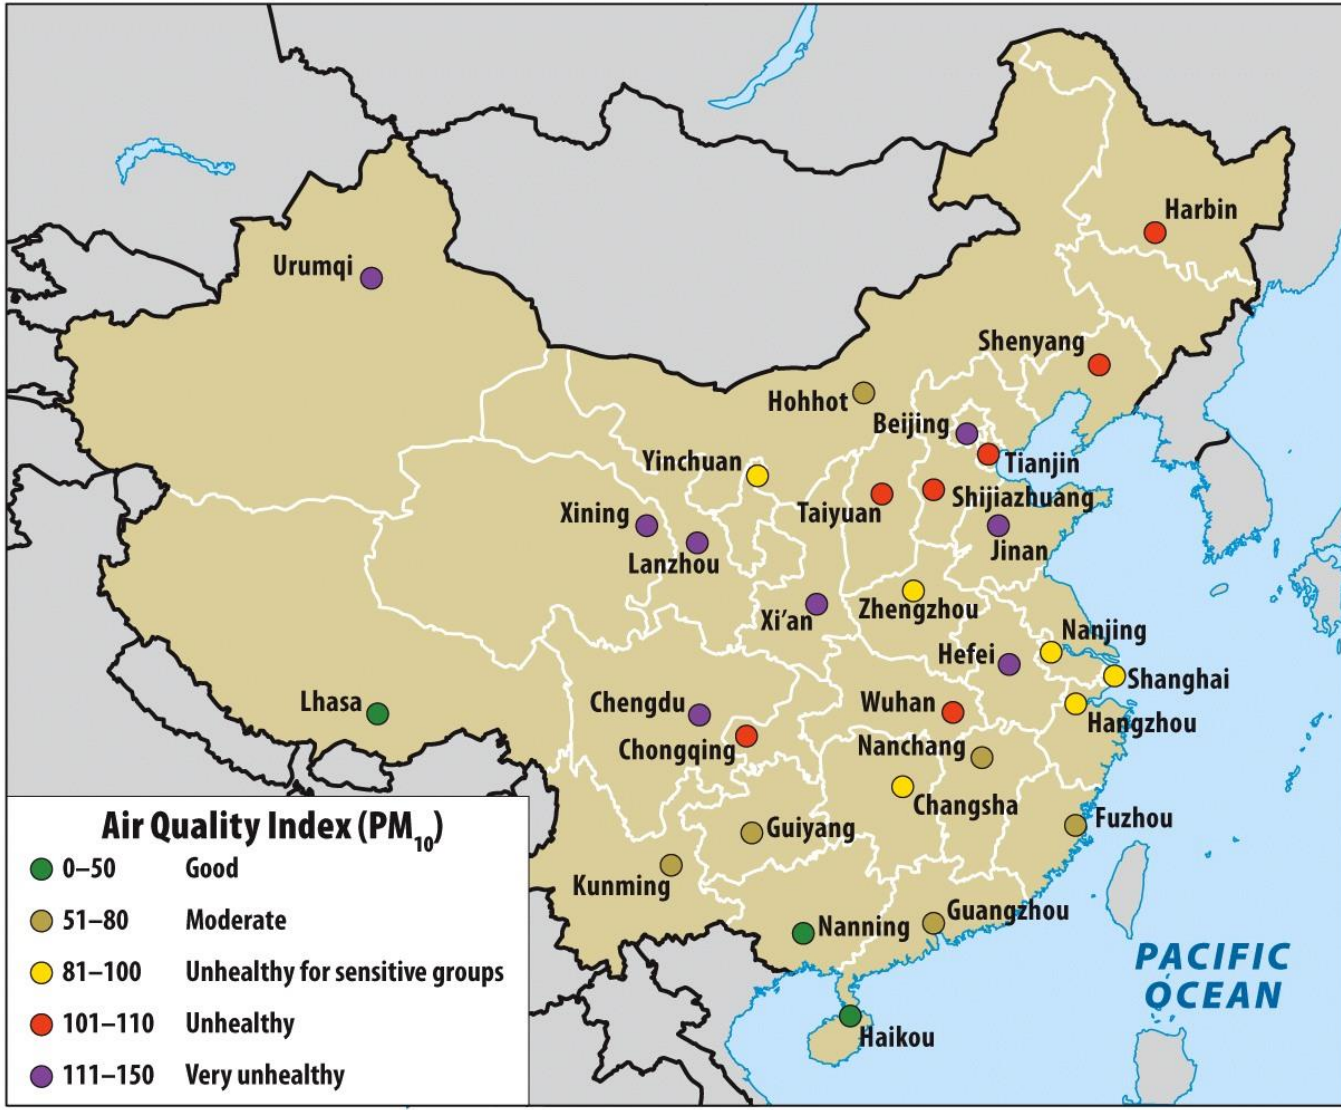 Harbin
Urumqi
Shenyang
Hohhot
Beijing
Yinchuan
Tianjin
Taiyuan
Shijiazhuang
Xining
Jinan
Lanzhou
Xi’an
Zhengzhou
Nanjing
Hefei
Shanghai
Lhasa
Chengdu
Wuhan
Hangzhou
Chongqing
Nanchang
Changsha
Guiyang
Fuzhou
Kunming
Nanning
Guangzhou
Haikou
PACIFIC
OCEAN
Air Quality Index (PM10)
0–50 Good
51–80 Moderate
81–100 Unhealthy for sensitive groups
101–110 Unhealthy
111–150 Very unhealthy